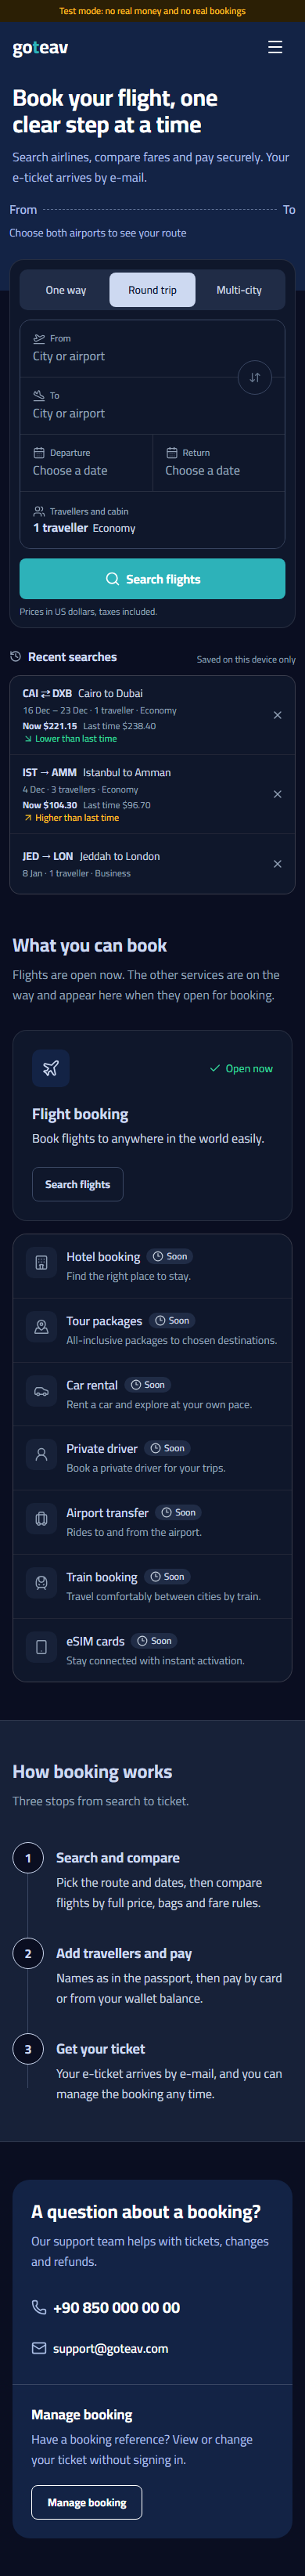 Test mode: no real money and no real bookings
goteav
Book your flight, one
clear step at a time
Search airlines, compare fares and pay securely. Your
e-ticket arrives by e-mail.
From To
Choose both airports to see your route
One way Round trip Multi-city
From
City or airport
To
City or airport
Departure Return
Choose a date Choose a date
Travellers and cabin
1 traveller Economy
Search flights
Prices in US dollars, taxes included.
Recent searches Saved on this device only
CAI ⇄ DXB Cairo to Dubai
16 Dec – 23 Dec · 1 traveller · Economy
Now $221.15 Last time $238.40
↘ Lower than last time
IST → AMM Istanbul to Amman
4 Dec · 3 travellers · Economy
Now $104.30 Last time $96.70
↗ Higher than last time
JED → LON Jeddah to London
8 Jan · 1 traveller · Business
What you can book
Flights are open now. The other services are on the
way and appear here when they open for booking.
Open now
Flight booking
Book flights to anywhere in the world easily.
Search flights
Hotel booking Soon
Find the right place to stay.
Tour packages Soon
All-inclusive packages to chosen destinations.
Car rental Soon
Rent a car and explore at your own pace.
Private driver Soon
Book a private driver for your trips.
Airport transfer Soon
Rides to and from the airport.
Train booking Soon
Travel comfortably between cities by train.
eSIM cards Soon
Stay connected with instant activation.
How booking works
Three stops from search to ticket.
1 Search and compare
Pick the route and dates, then compare
flights by full price, bags and fare rules.
2 Add travellers and pay
Names as in the passport, then pay by card
or from your wallet balance.
3 Get your ticket
Your e-ticket arrives by e-mail, and you can
manage the booking any time.
A question about a booking?
Our support team helps with tickets, changes
and refunds.
+90 850 000 00 00
support@goteav.com
Manage booking
Have a booking reference? View or change
your ticket without signing in.
Manage booking